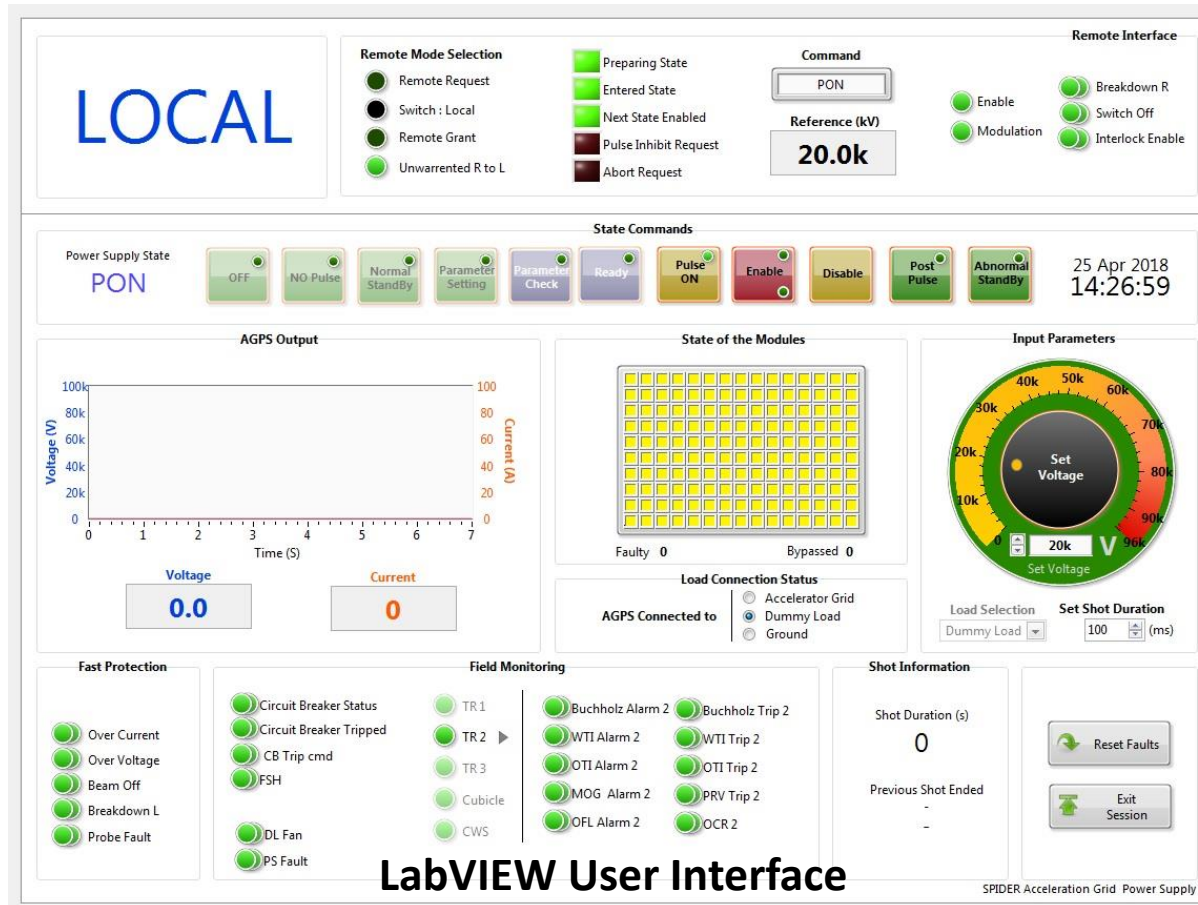 LOCAL
Remote Mode Selection
Remote Request
Switch : Local
Remote Grant
Unwarrented R to L
Preparing State
Entered State
Next State Enabled
Pulse Inhibit Request
Abort Request
Command
PON
Reference (kV)
20.0k
Remote Interface
Enable
Modulation
Breakdown R
Switch Off
Interlock Enable
State Commands
Power Supply State
PON
OFF
NO Pulse
Normal
StandBy
Parameter
Setting
Parameter
Check
Ready
Pulse
ON
Enable
Disable
Post
Pulse
Abnormal
StandBy
25 Apr 2018
14:26:59
AGPS Output
Voltage (V)
100k
80k
60k
40k
20k
0
100
80
60
40
20
0
Current (A)
0 1 2 3 4 5 6 7
Time (S)
Voltage
0.0
Current
0
State of the Modules
Faulty 0
Bypassed 0
Load Connection Status
AGPS Connected to
Accelerator Grid
Dummy Load
Ground
Input Parameters
0
10k
20k
30k
40k
50k
60k
70k
80k
90k
96k
Set
Voltage
20k V
Set Voltage
Load Selection
Dummy Load
Set Shot Duration
100 (ms)
Fast Protection
Over Current
Over Voltage
Beam Off
Breakdown L
Probe Fault
Field Monitoring
Circuit Breaker Status
Circuit Breaker Tripped
CB Trip cmd
FSH
DL Fan
PS Fault
TR 1
TR 2
TR 3
Cubicle
CWS
Buchholz Alarm 2
WTI Alarm 2
OTI Alarm 2
MOG Alarm 2
OFL Alarm 2
Buchholz Trip 2
WTI Trip 2
OTI Trip 2
PRV Trip 2
OCR 2
Shot Information
Shot Duration (s)
0
Previous Shot Ended
-
-
Reset Faults
Exit
Session
LabVIEW User Interface
SPIDER Acceleration Grid Power Supply